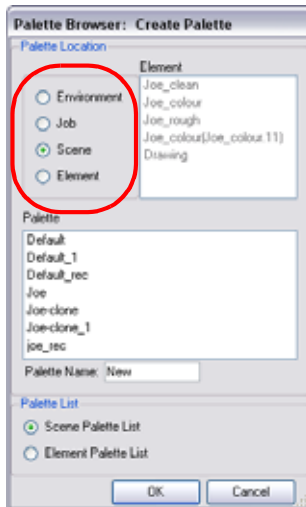 Palette Browser: Create Palette
Palette Location
Element
Environment
Job
Scene
Element
Joe_clean
Joe_colour
Joe_rough
Joe_colour(Joe_colour.11)
Drawing
Palette
Default
Default_1
Default_rec
Joe
Joe-clone
Joe-clone_1
joe_rec
Palette Name: New
Palette List
Scene Palette List
Element Palette List
OK
Cancel